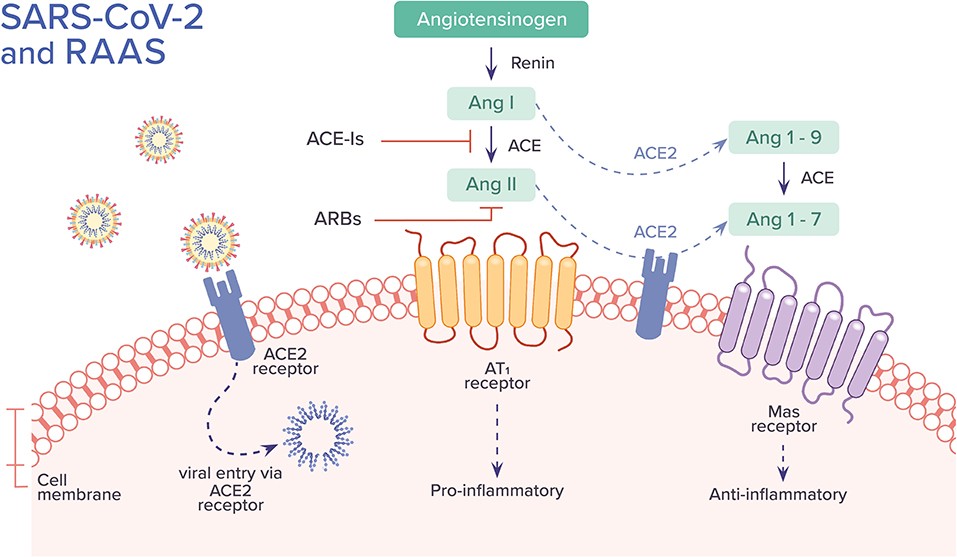 SARS-CoV-2
and RAAS
Angiotensinogen
Renin
Ang I
ACE-Is
ACE
ACE2
Ang 1 - 9
ACE
Ang II
ARBs
ACE2
Ang 1 - 7
ACE2
receptor
AT₁
receptor
Mas
receptor
viral entry via
ACE2
receptor
Cell
membrane
Pro-inflammatory
Anti-inflammatory